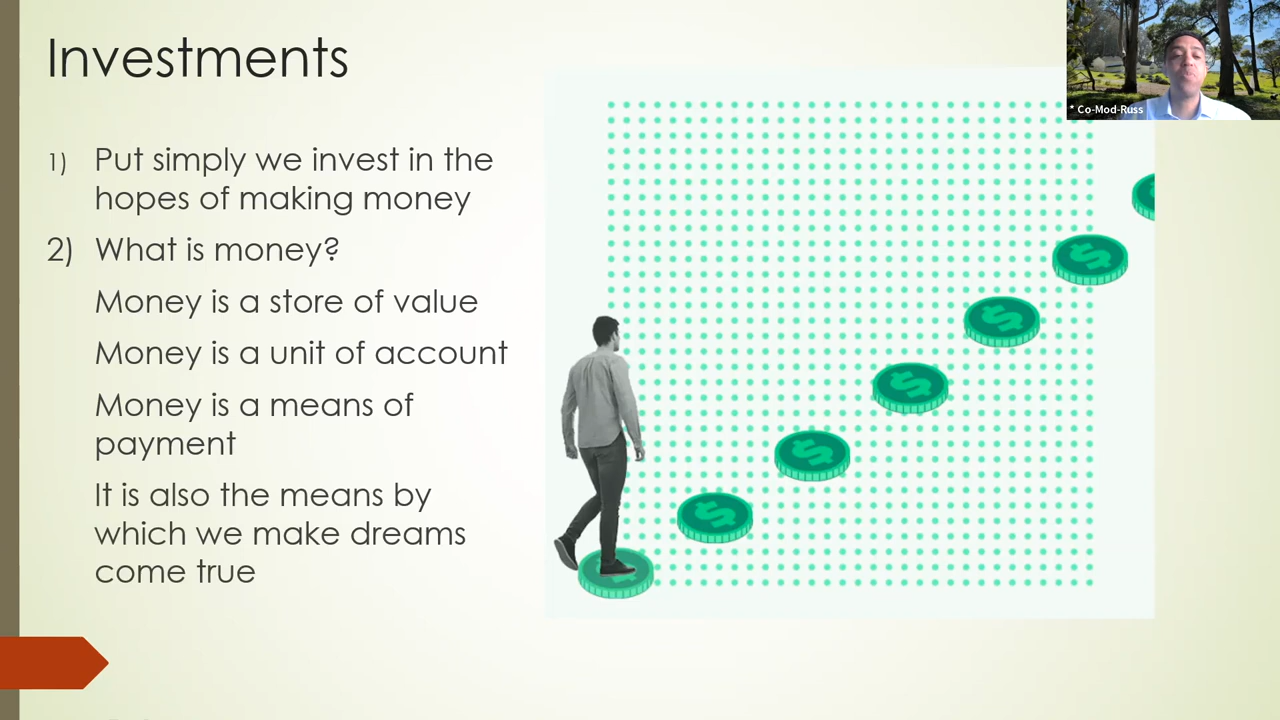 Investments
* Co-Mod-Russ
1) Put simply we invest in the
hopes of making money
2) What is money?
Money is a store of value
Money is a unit of account
Money is a means of
payment
It is also the means by
which we make dreams
come true
$
$
$
$
$